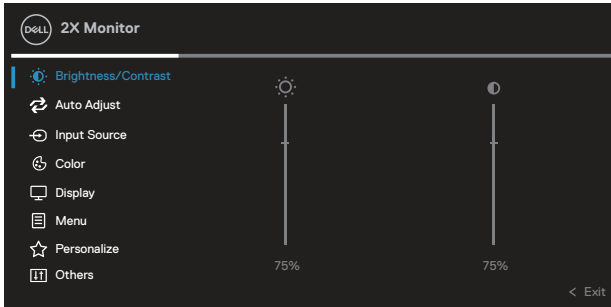 DELL 2X Monitor
Brightness/Contrast
Auto Adjust
Input Source
Color
Display
Menu
Personalize
Others
75% 75%
< Exit